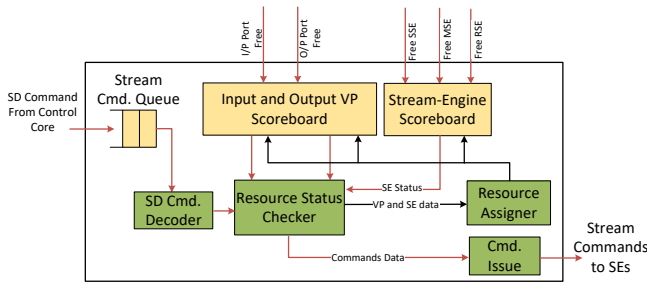 I/P Port
Free
O/P Port
Free
Free SSE
Free MSE
Free RSE
Stream
Cmd. Queue
SD Command
From Control
Core
Input and Output VP
Scoreboard
Stream-Engine
Scoreboard
SE Status
SD Cmd.
Decoder
Resource Status
Checker
VP and SE data
Resource
Assigner
Commands Data
Cmd.
Issue
Stream
Commands
to SEs